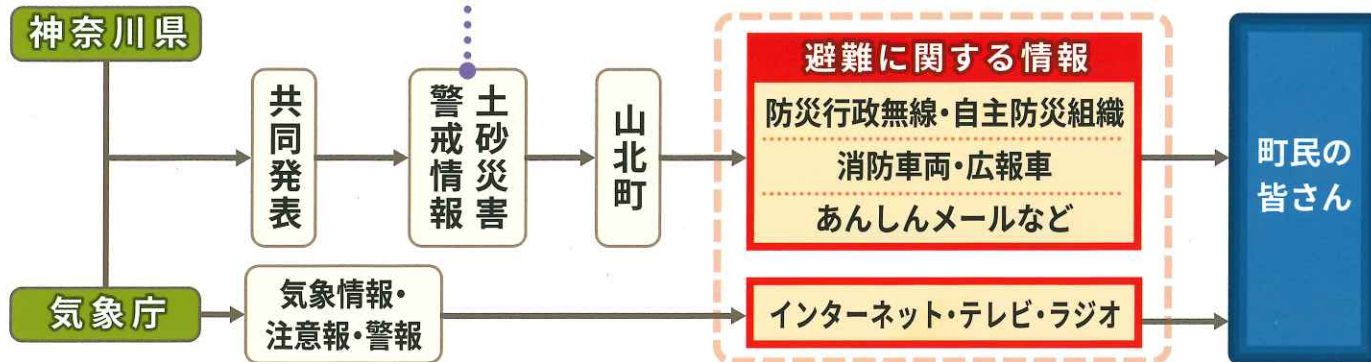 神奈川県
共同発表
土砂災害
警戒情報
山北町
避難に関する情報
防災行政無線・自主防災組織
消防車両・広報車
あんしんメールなど
町民の
皆さん
気象庁
気象情報・
注意報・警報
インターネット・テレビ・ラジオ